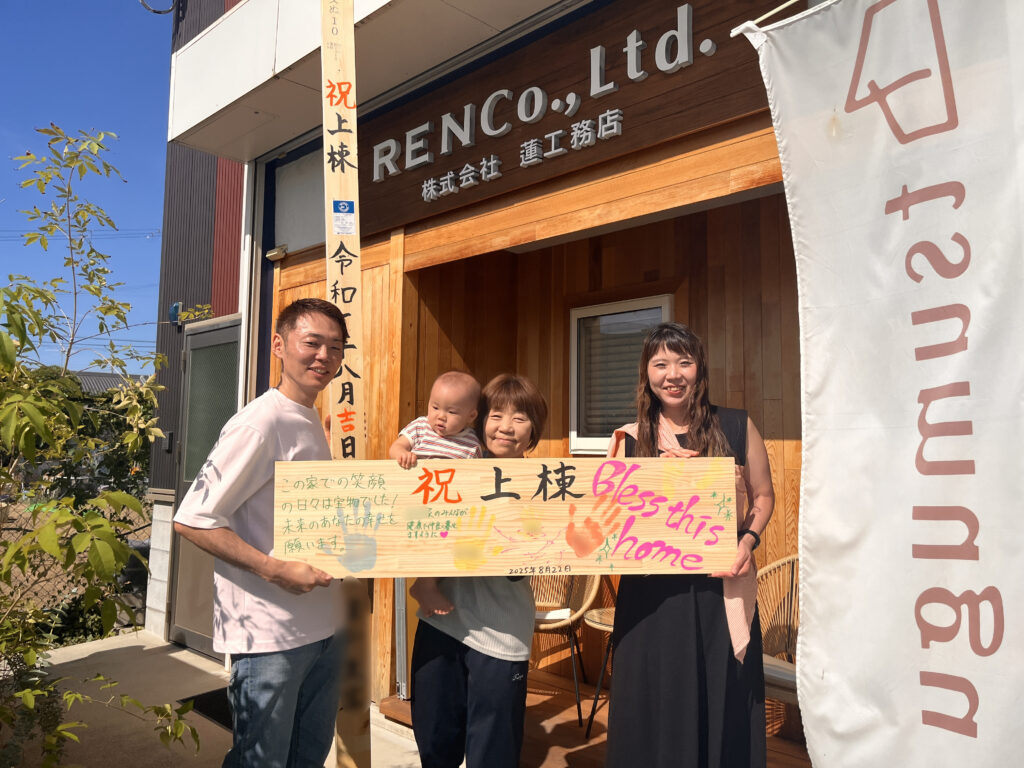 祝上棟
令和
八月吉日
RENCo., Ltd.
株式会社 蓮工務店
tsumugn
この家での笑顔
の日々は宝物でした!
未来のあなたの幸せを
願います。
祝 上棟
Bless this
home
2025年8月22日